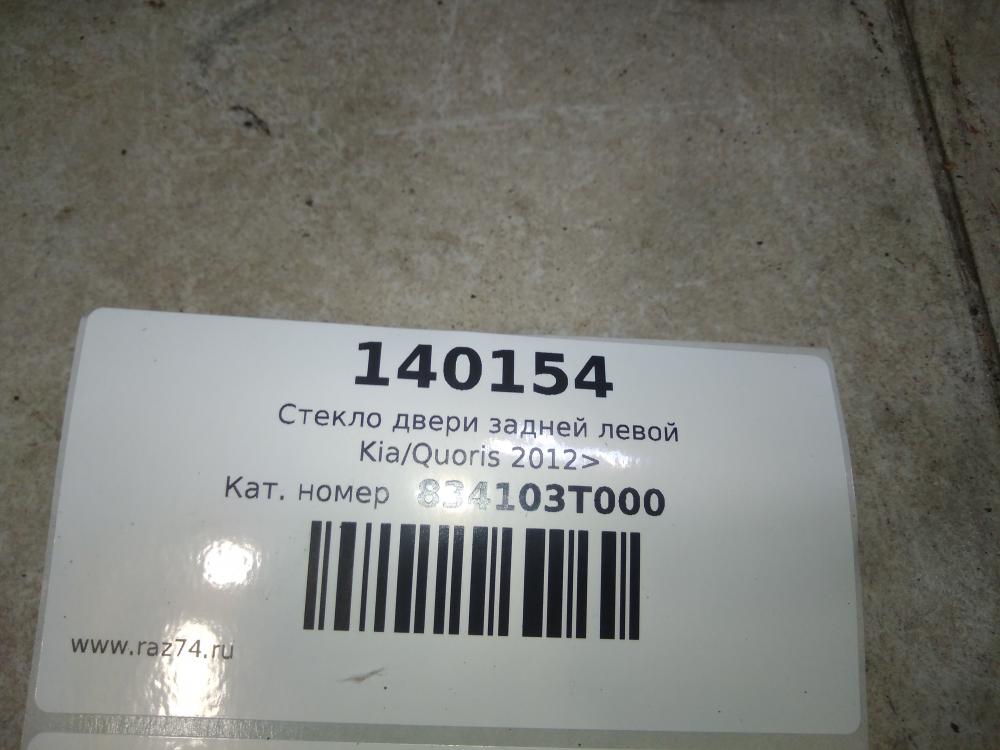 140154
Стекло двери задней левой
Kia/Quoris 2012>
Кат. номер 834103T000
www.raz74.ru